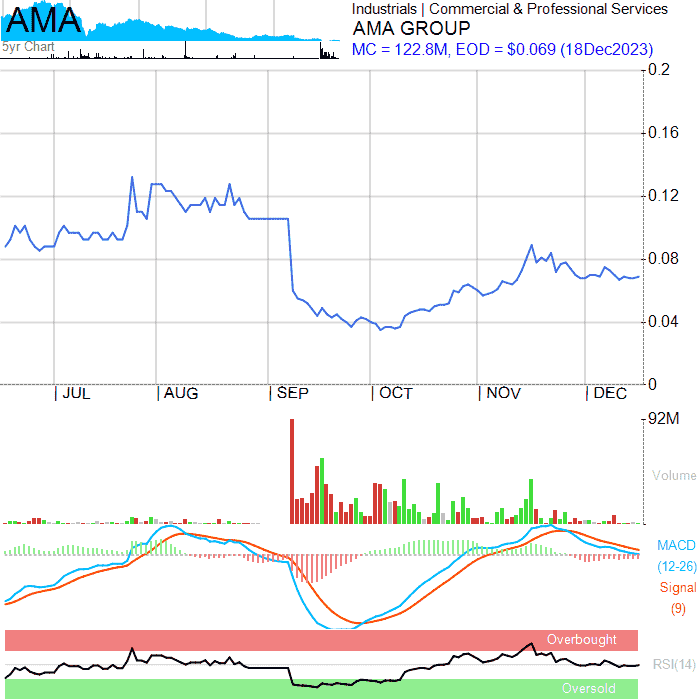 AMA
5yr Chart
Industrials | Commercial & Professional Services
AMA GROUP
MC = 122.8M, EOD = $0.069 (18Dec2023)
0.2
0.16
0.12
0.08
0.04
0
| JUL | AUG | SEP | OCT | NOV | DEC
92M
Volume
MACD
(12-26)
Signal
(9)
Overbought
RSI(14)
Oversold